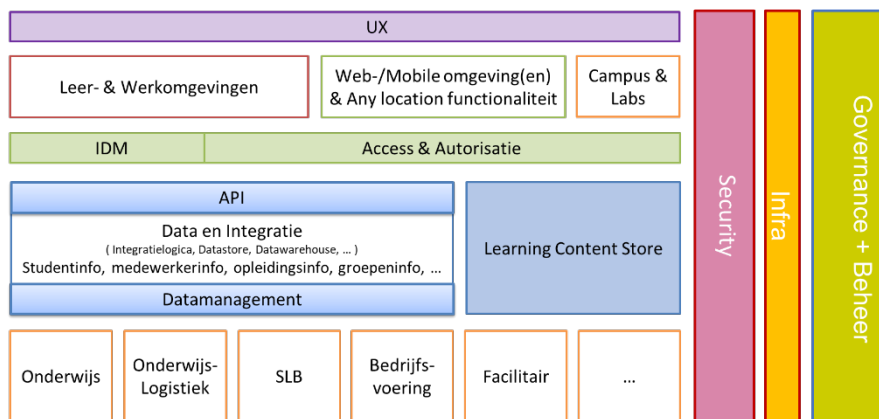 UX
Leer- & Werkomgevingen
Web-/Mobile omgeving(en)
& Any location functionaliteit
Campus &
Labs
IDM
Access & Autorisatie
API
Data en Integratie
( Integratielogica, Datastore, Datawarehouse, ... )
Studentinfo, medewerkerinfo, opleidingsinfo, groepeninfo, ...
Datamanagement
Learning Content Store
Onderwijs
Onderwijs-
Logistiek
SLB
Bedrijfs-
voering
Facilitair
...
Security
Infra
Governance + Beheer